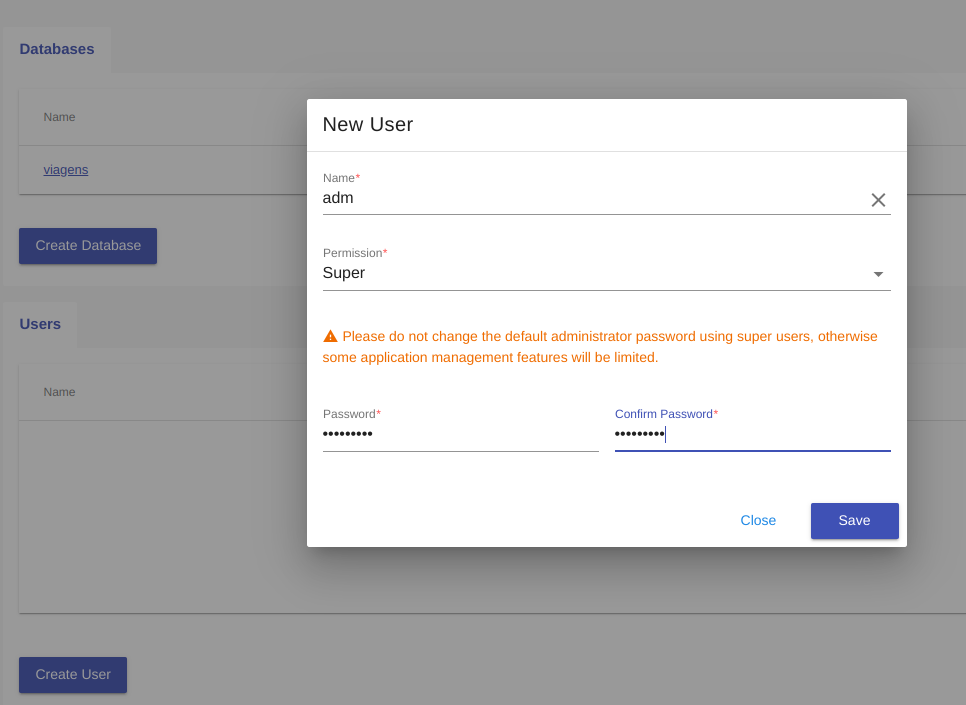 Databases
Name
viagens
Create Database
Users
Name
Create User
New User
Name*
adm
Permission*
Super
Please do not change the default administrator password using super users, otherwise
some application management features will be limited.
Password* Confirm Password*
••••••••• •••••••••
Close Save